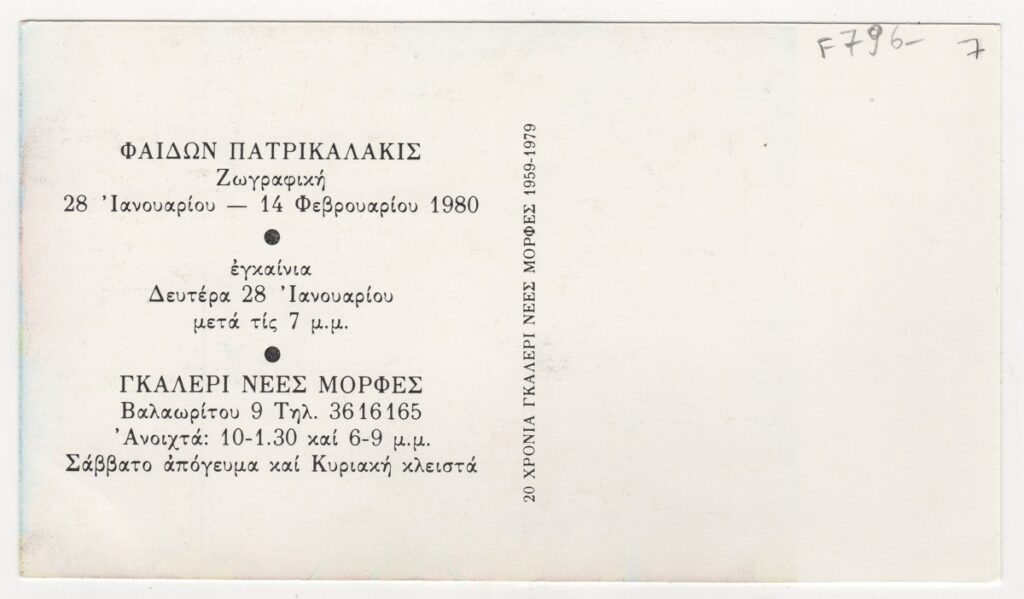 F796-7
ΦΑΙΔΩΝ ΠΑΤΡΙΚΑΛΑΚΙΣ
Ζωγραφική
28 Ἰανουαρίου — 14 Φεβρουαρίου 1980
ἐγκαίνια
Δευτέρα 28 Ἰανουαρίου
μετά τίς 7 μ.μ.
ΓΚΑΛΕΡΙ ΝΕΕΣ ΜΟΡΦΕΣ
Βαλαωρίτου 9 Τηλ. 3616165
Ἀνοιχτά: 10-1.30 καί 6-9 μ.μ.
Σάββατο ἀπόγευμα καί Κυριακή κλειστά
20 ΧΡΟΝΙΑ ΓΚΑΛΕΡΙ ΝΕΕΣ ΜΟΡΦΕΣ 1959-1979